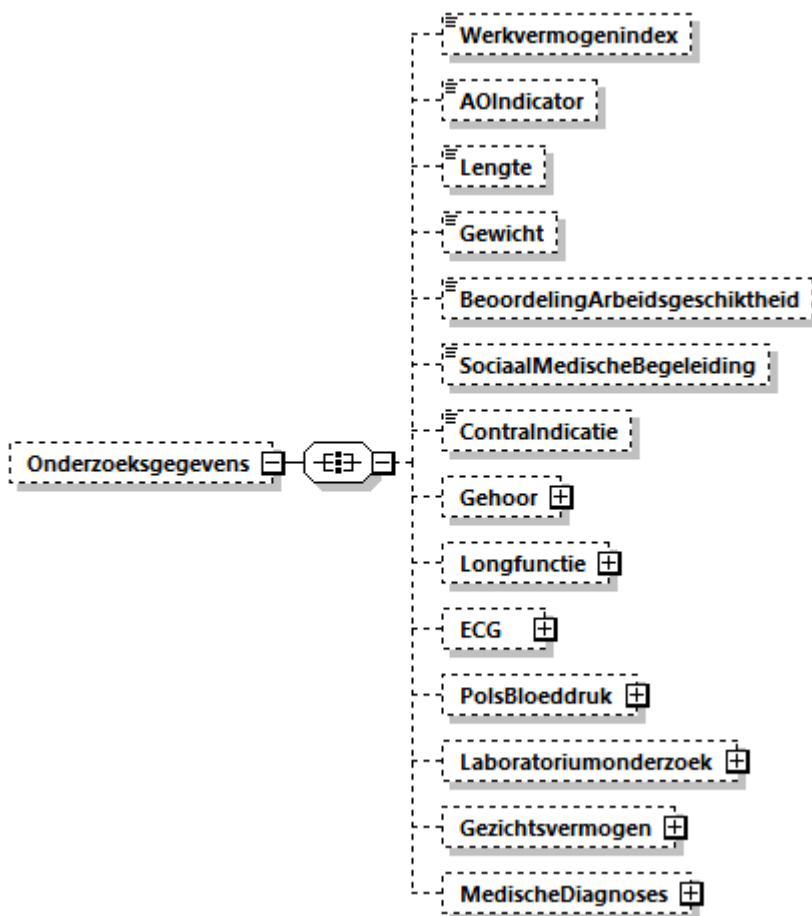 Werkvermogenindex
AOIndicator
Lengte
Gewicht
BeoordelingArbeidsgeschiktheid
SociaalMedischeBegeleiding
ContraIndicatie
Onderzoeksgegevens
Gehoor
Longfunctie
ECG
PolsBloeddruk
Laboratoriumonderzoek
Gezichtsvermogen
MedischeDiagnoses